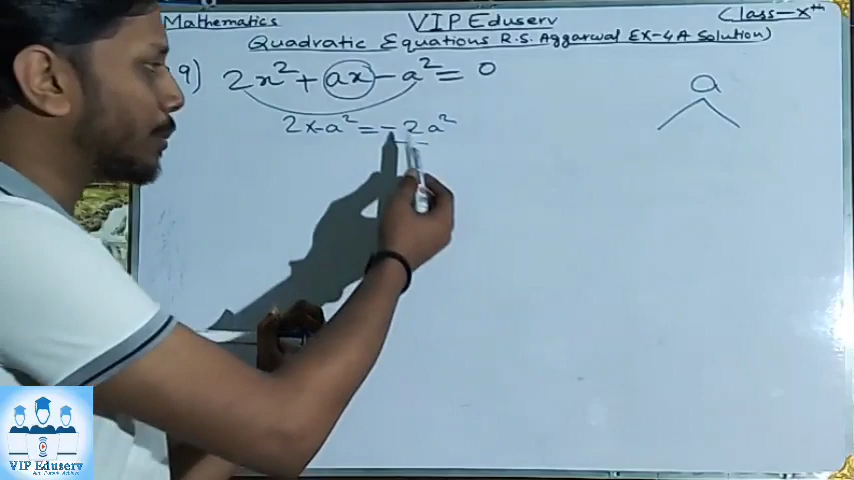 Mathematics VIP Eduserv Class-Xth
Quadratic Equations R.S. Aggarwal EX-4A Solution)
9) 2x² + ax - a² = 0
a
2x-a² = -2a²
VIP Eduserv